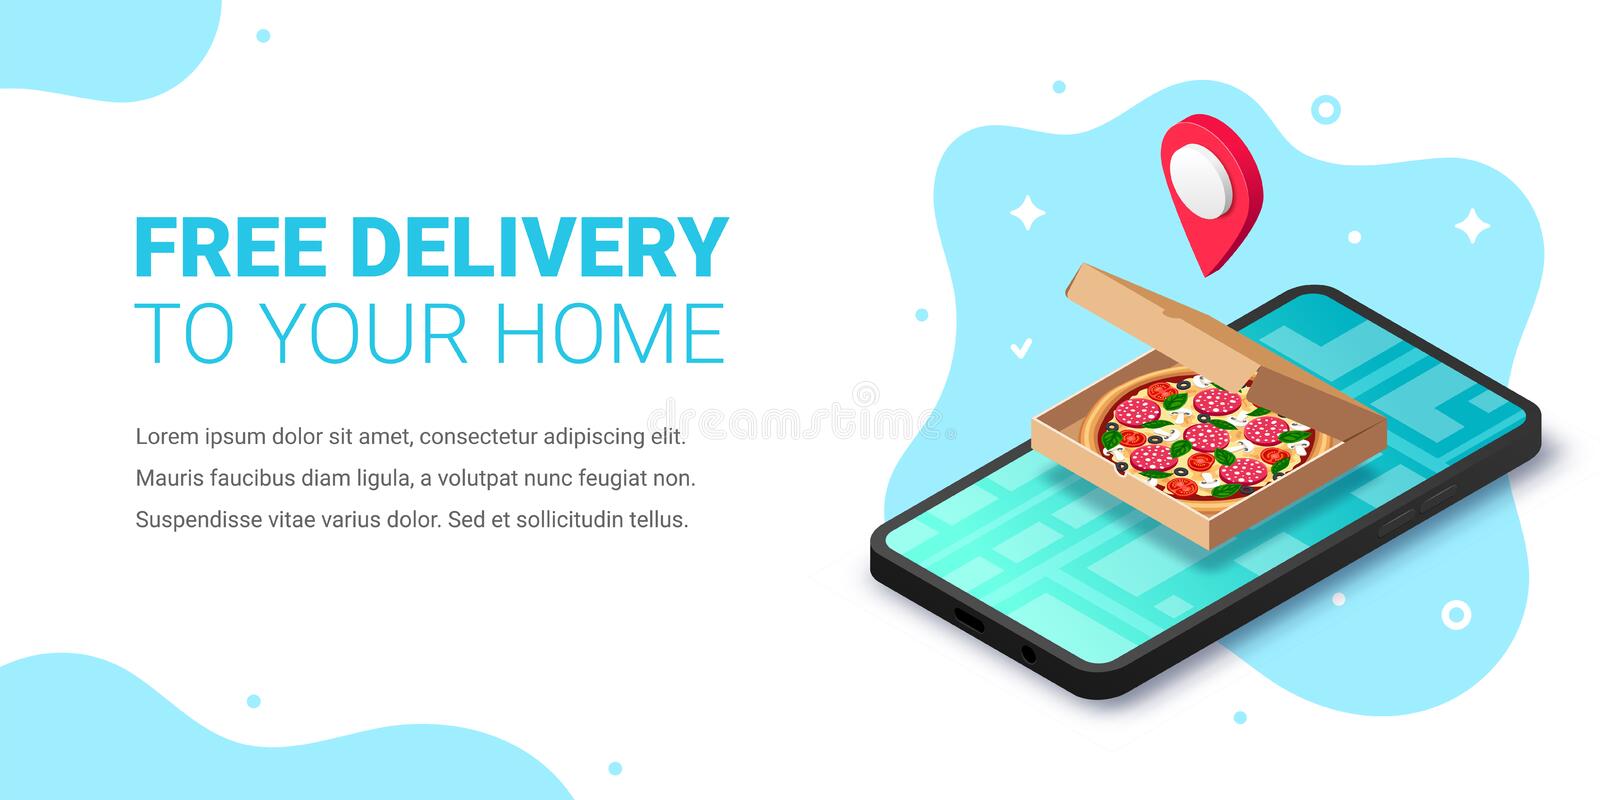 FREE DELIVERY
TO YOUR HOME
Lorem ipsum dolor sit amet, consectetur adipiscing elit.
Mauris faucibus diam ligula, a volutpat nunc feugiat non.
Suspendisse vitae varius dolor. Sed et sollicitudin tellus.
dreamstime